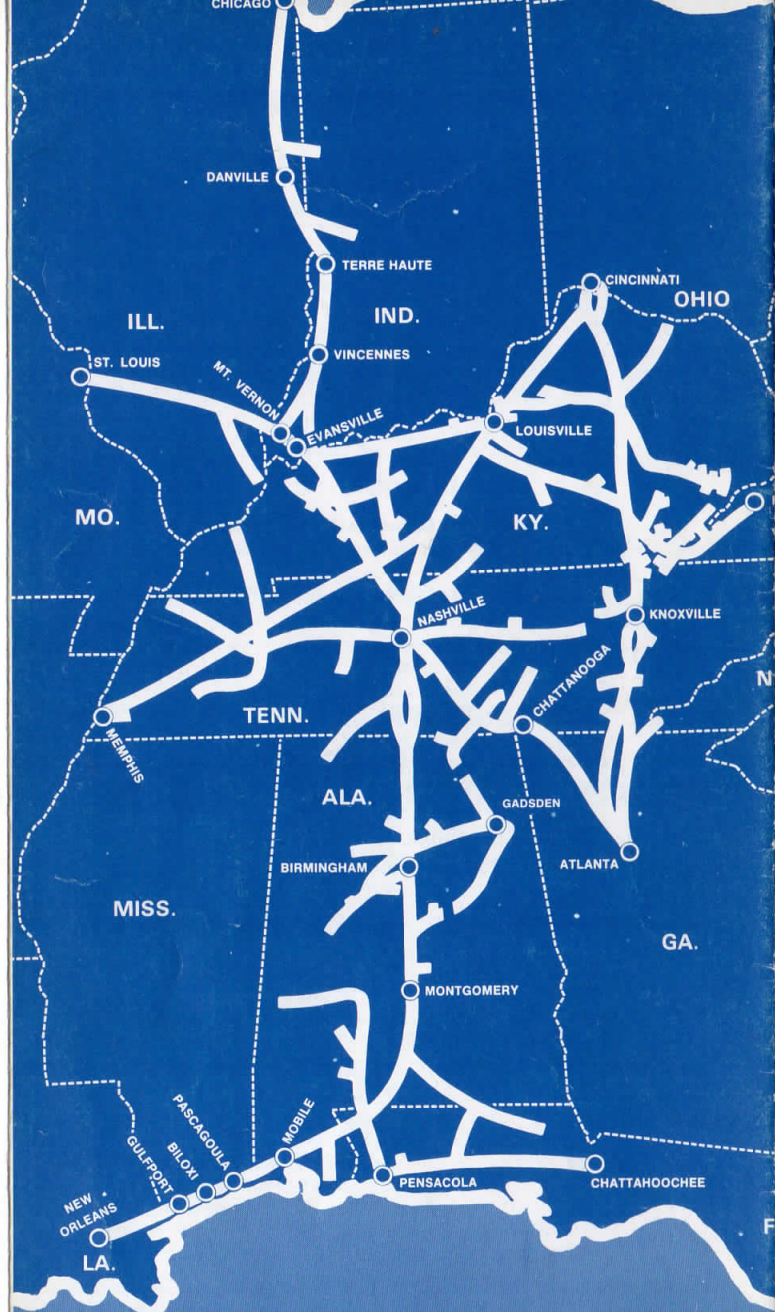 CHICAGO
DANVILLE
TERRE HAUTE
CINCINNATI
OHIO
ILL.
IND.
ST. LOUIS
VINCENNES
MT. VERNON
EVANSVILLE
LOUISVILLE
MO.
KY.
NASHVILLE
KNOXVILLE
CHATTANOOGA
N
TENN.
MEMPHIS
ALA.
GADSDEN
BIRMINGHAM
ATLANTA
MISS.
GA.
MONTGOMERY
MOBILE
PASCAGOULA
BILOXI
GULFPORT
PENSACOLA
CHATTAHOOCHEE
NEW
ORLEANS
F
LA.